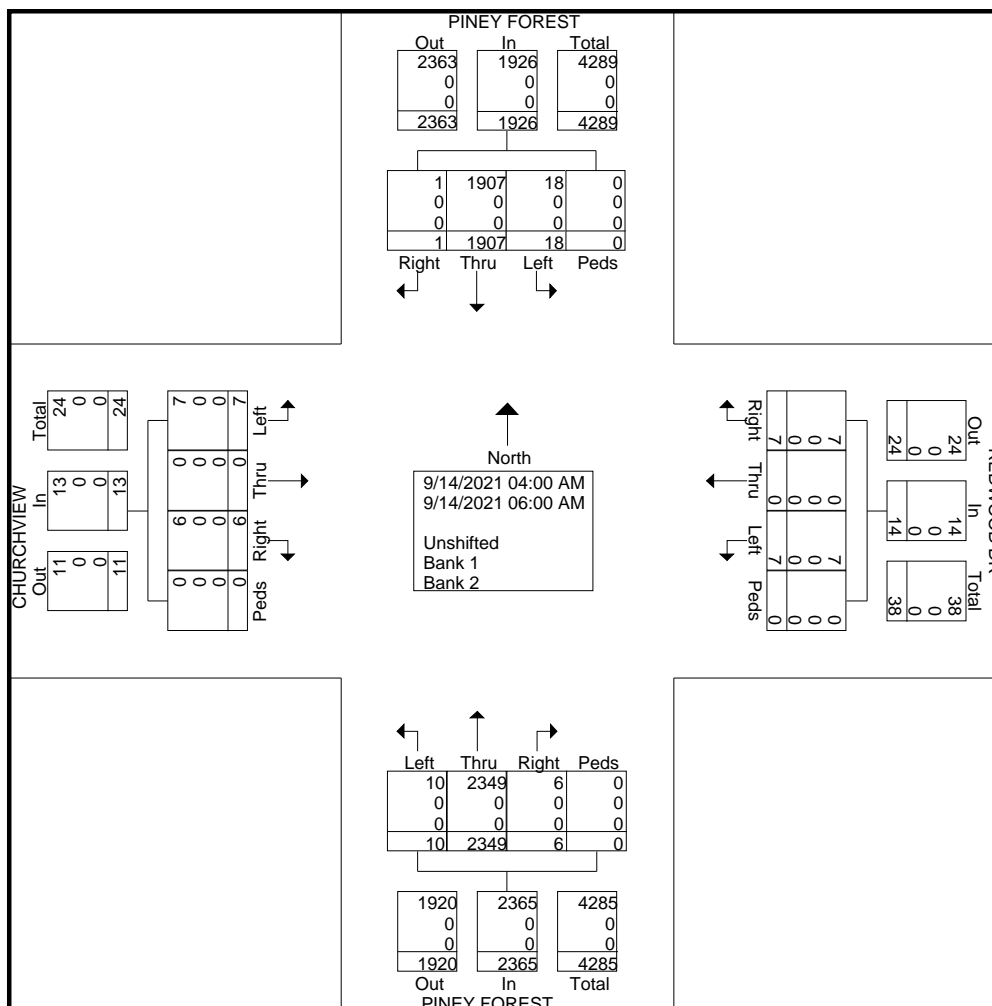 PINEY FOREST
Out In Total
2363 1926 4289
0 0 0
0 0 0
2363 1926 4289
1 1907 18 0
0 0 0 0
0 0 0 0
1 1907 18 0
Right Thru Left Peds
CHURCHVIEW
Total In Out
24 13 11
0 0 0
0 0 0
24 13 11
7 0 6 0
0 0 0 0
0 0 0 0
7 0 6 0
Left Thru Right Peds
North
9/14/2021 04:00 AM
9/14/2021 06:00 AM
Unshifted
Bank 1
Bank 2
REDWOOD DR
Out In Total
24 14 38
0 0 0
0 0 0
24 14 38
7 0 7 0
0 0 0 0
0 0 0 0
7 0 7 0
Right Thru Left Peds
Left Thru Right Peds
10 2349 6 0
0 0 0 0
0 0 0 0
10 2349 6 0
1920 2365 4285
0 0 0
0 0 0
1920 2365 4285
Out In Total
PINEY FOREST